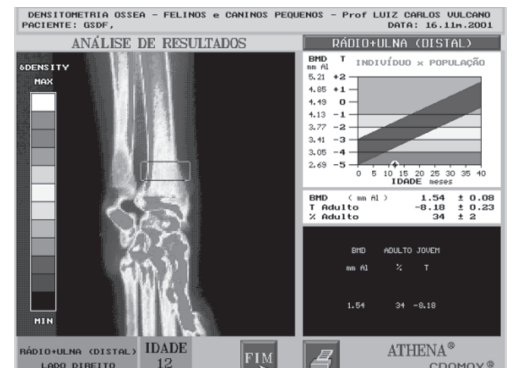 DENSITOMETRIA OSSEA - FELINOS e CANINOS PEQUENOS - Prof LUIZ CARLOS VULCANO
PACIENTE: GSDF,
DATA: 16.11m.2001
ANÁLISE DE RESULTADOS
RÁDIO+ULNA (DISTAL)
6DENSITY
MAX
MIN
BMD T
mm Al
INDIVÍDUO x POPULAÇÃO
5.21 +2
4.85 +1
4.49 0
4.13 -1
3.77 -2
3.41 -3
3.05 -4
2.69 -5
0 5 10 15 20 25 30 35 40
IDADE meses
BMD ( mm Al ) 1.54 ± 0.08
T Adulto -8.18 ± 0.23
% Adulto 34 ± 2
BMD ADULTO JOVEM
mm Al % T
1.54 34 -8.18
RÁDIO+ULNA (DISTAL)
LADO DIREITO
IDADE
12
FIM
ATHENA®
CROMOX®